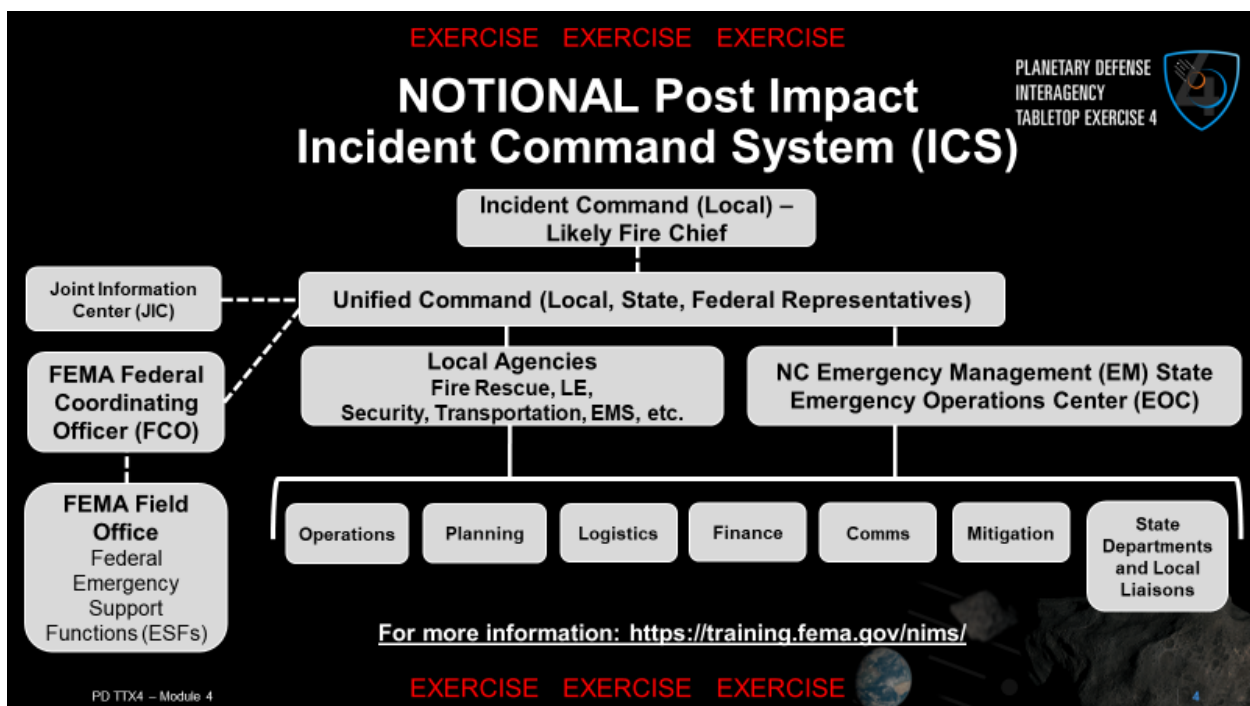 EXERCISE EXERCISE EXERCISE
NOTIONAL Post Impact
Incident Command System (ICS)
PLANETARY DEFENSE
INTERAGENCY
TABLETOP EXERCISE 4
4
Incident Command (Local) –
Likely Fire Chief
Joint Information
Center (JIC)
Unified Command (Local, State, Federal Representatives)
FEMA Federal
Coordinating
Officer (FCO)
Local Agencies
Fire Rescue, LE,
Security, Transportation, EMS, etc.
NC Emergency Management (EM) State
Emergency Operations Center (EOC)
FEMA Field
Office
Federal
Emergency
Support
Functions (ESFs)
Operations
Planning
Logistics
Finance
Comms
Mitigation
State
Departments
and Local
Liaisons
For more information: https://training.fema.gov/nims/
PD TTX4 – Module 4
EXERCISE EXERCISE EXERCISE
4